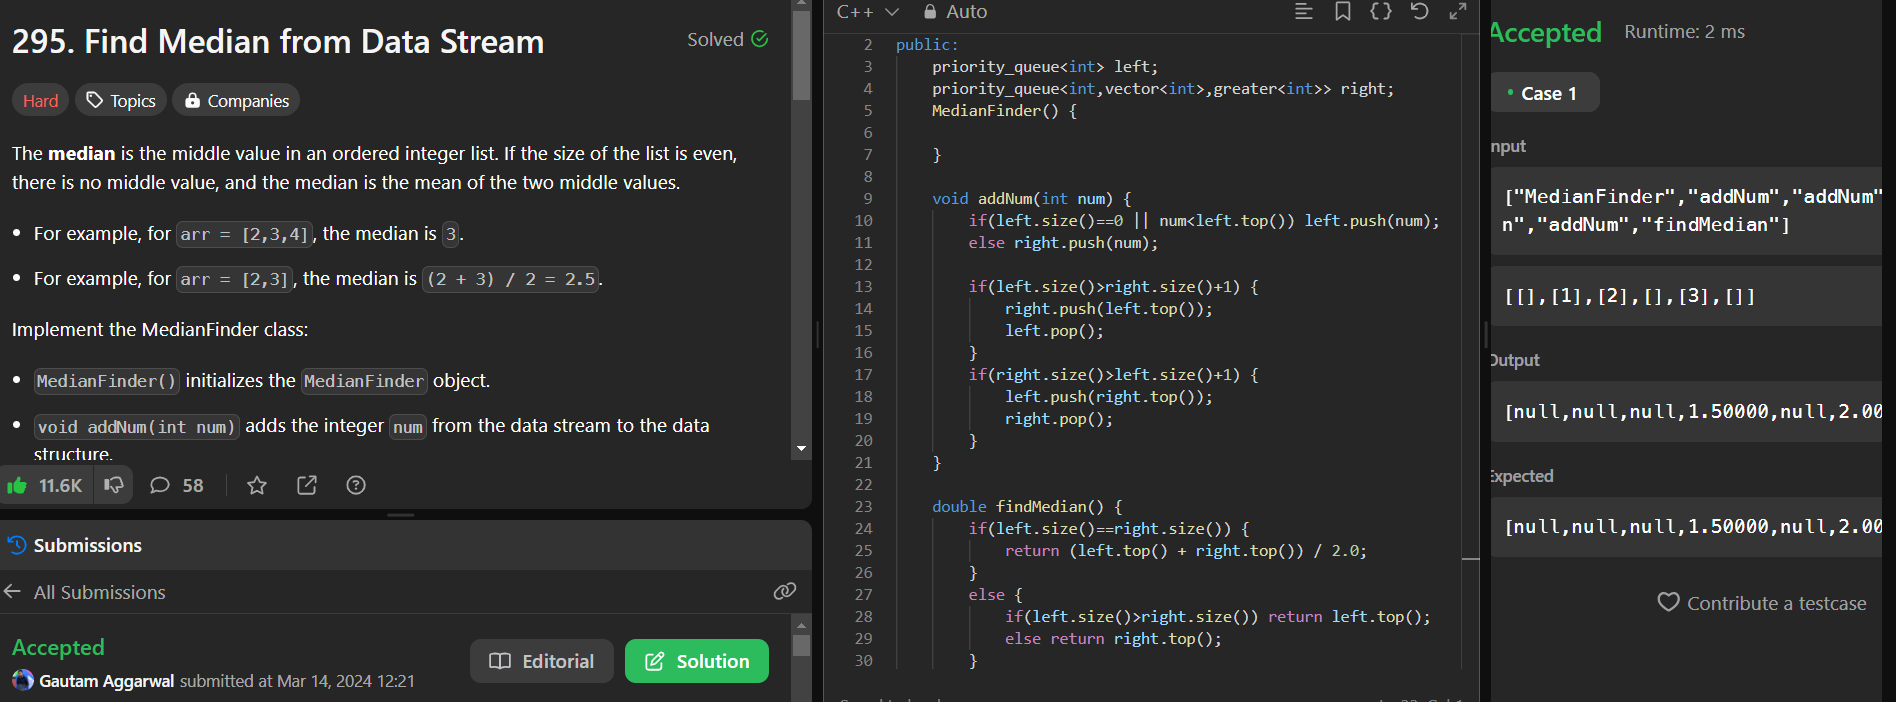 295. Find Median from Data Stream
Solved
Hard
Topics
Companies
The median is the middle value in an ordered integer list. If the size of the list is even,
there is no middle value, and the median is the mean of the two middle values.
• For example, for arr = [2,3,4], the median is 3.
• For example, for arr = [2,3], the median is (2 + 3) / 2 = 2.5.
Implement the MedianFinder class:
• MedianFinder() initializes the MedianFinder object.
• void addNum(int num) adds the integer num from the data stream to the data
structure.
11.6K
58
Submissions
All Submissions
Accepted
Editorial
Solution
Gautam Aggarwal submitted at Mar 14, 2024 12:21
C++
Auto
2 public:
3 priority_queue<int> left;
4 priority_queue<int,vector<int>,greater<int>> right;
5 MedianFinder() {
6
7 }
8
9 void addNum(int num) {
10 if(left.size()==0 || num<left.top()) left.push(num);
11 else right.push(num);
12
13 if(left.size()>right.size()+1) {
14 right.push(left.top());
15 left.pop();
16 }
17 if(right.size()>left.size()+1) {
18 left.push(right.top());
19 right.pop();
20 }
21 }
22
23 double findMedian() {
24 if(left.size()==right.size()) {
25 return (left.top() + right.top()) / 2.0;
26 }
27 else {
28 if(left.size()>right.size()) return left.top();
29 else return right.top();
30 }
Accepted
Runtime: 2 ms
• Case 1
nput
["MedianFinder","addNum","addNum"
n","addNum","findMedian"]
[[],[1],[2],[],[3],[]]
Output
[null,null,null,1.50000,null,2.00
Expected
[null,null,null,1.50000,null,2.00
Contribute a testcase